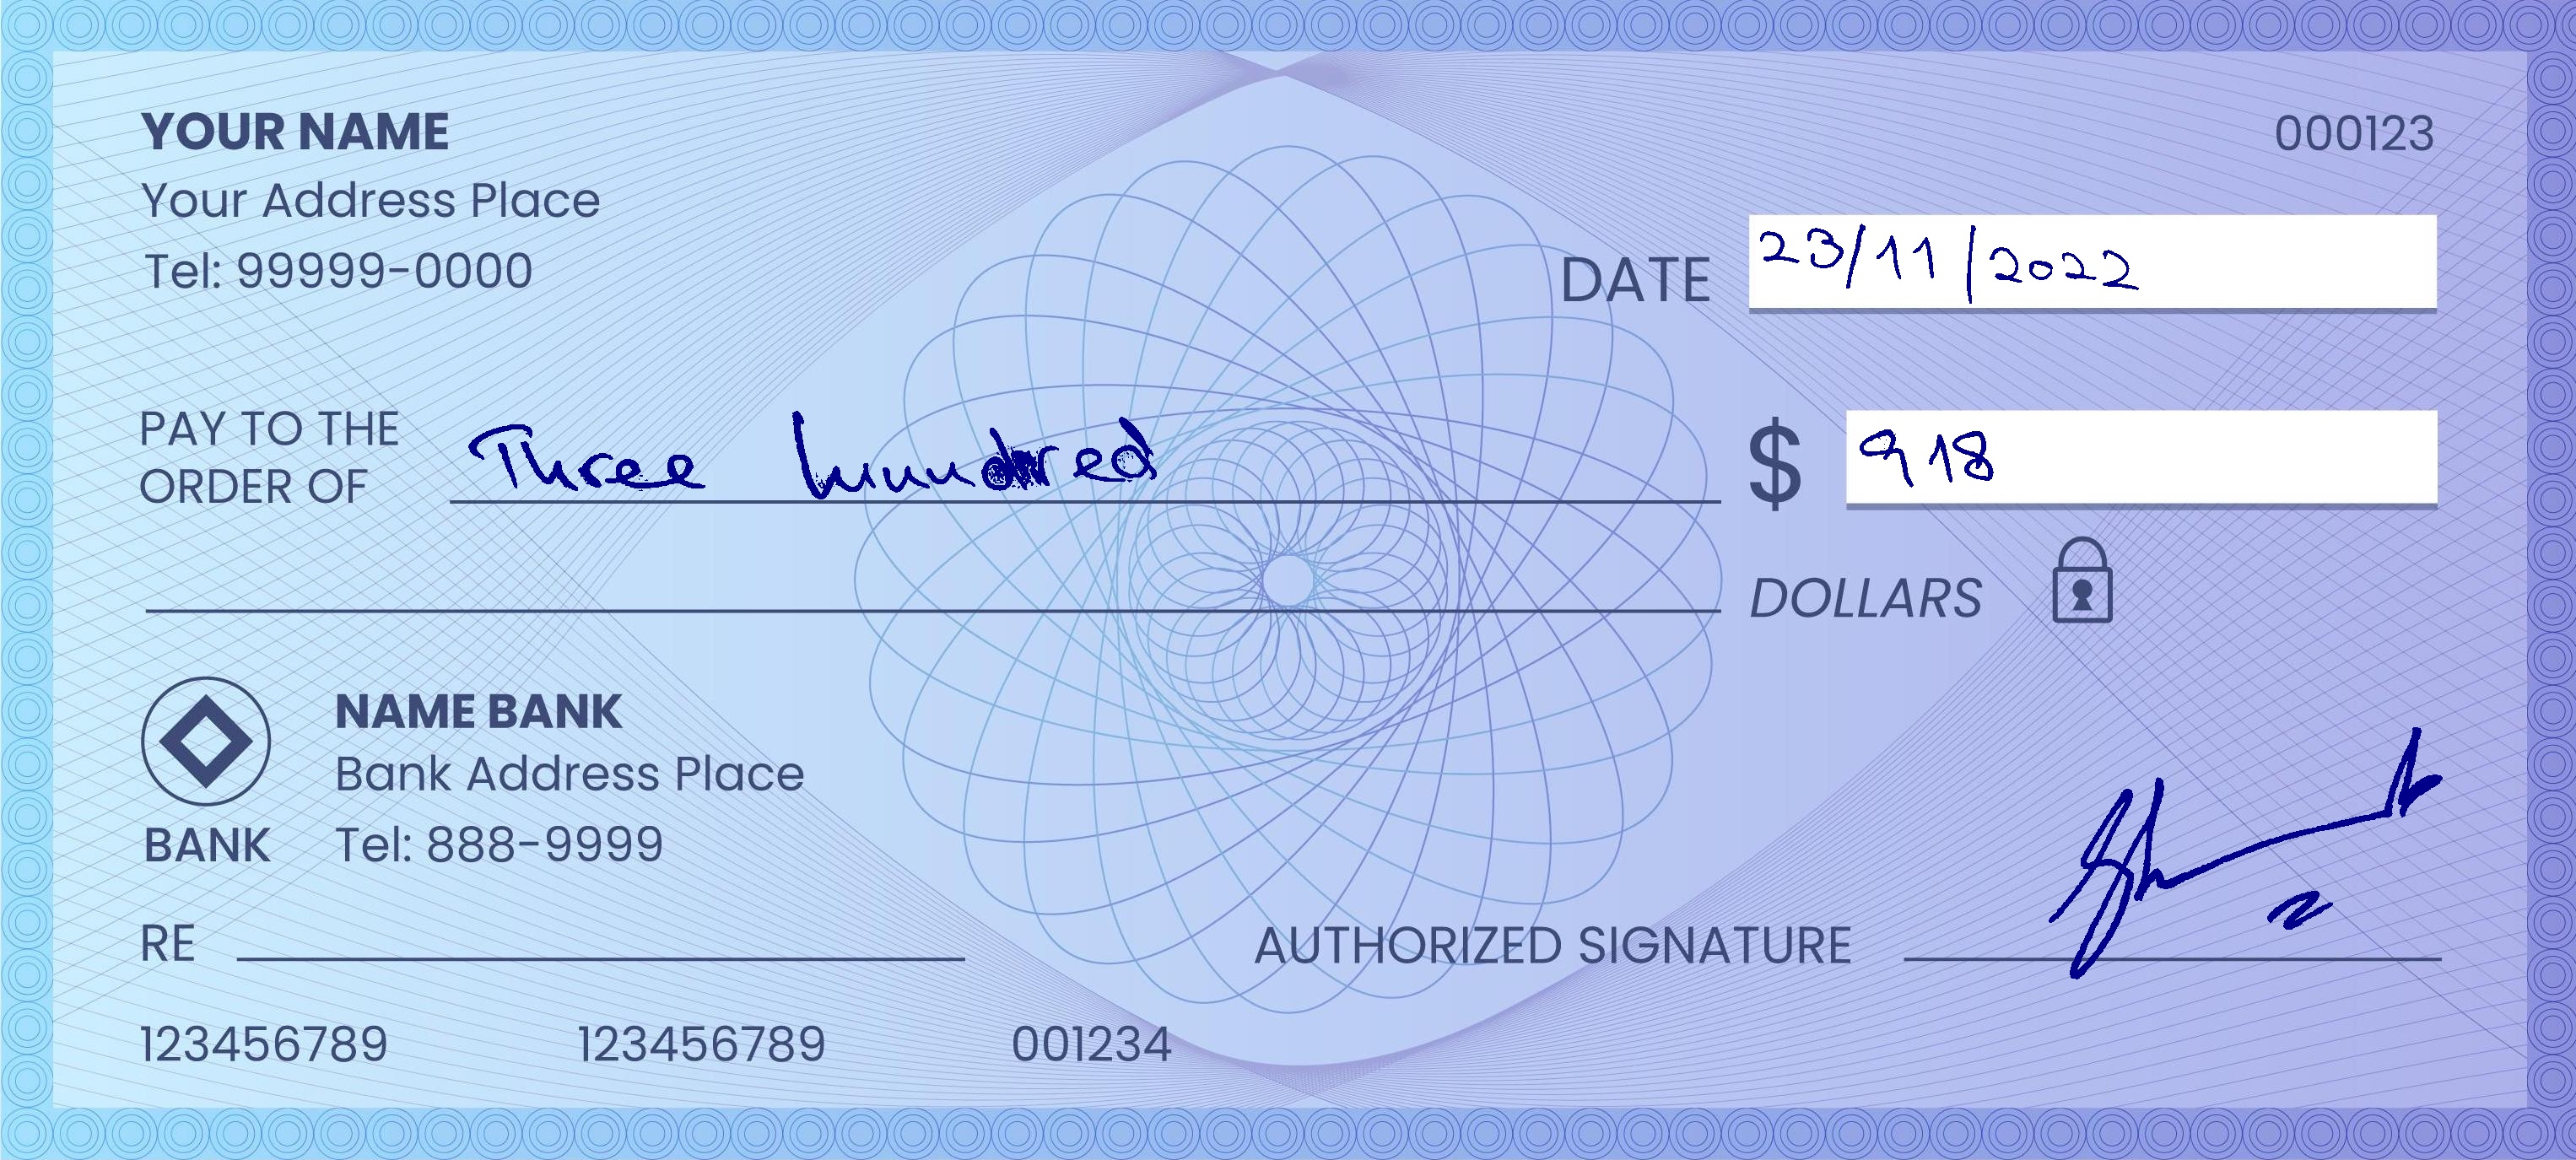 YOUR NAME
000123
Your Address Place
Tel: 99999-0000
DATE 23/11/2022
PAY TO THE
ORDER OF Three hundred $ 918
DOLLARS
NAME BANK
Bank Address Place
BANK Tel: 888-9999
RE
AUTHORIZED SIGNATURE
123456789 123456789 001234